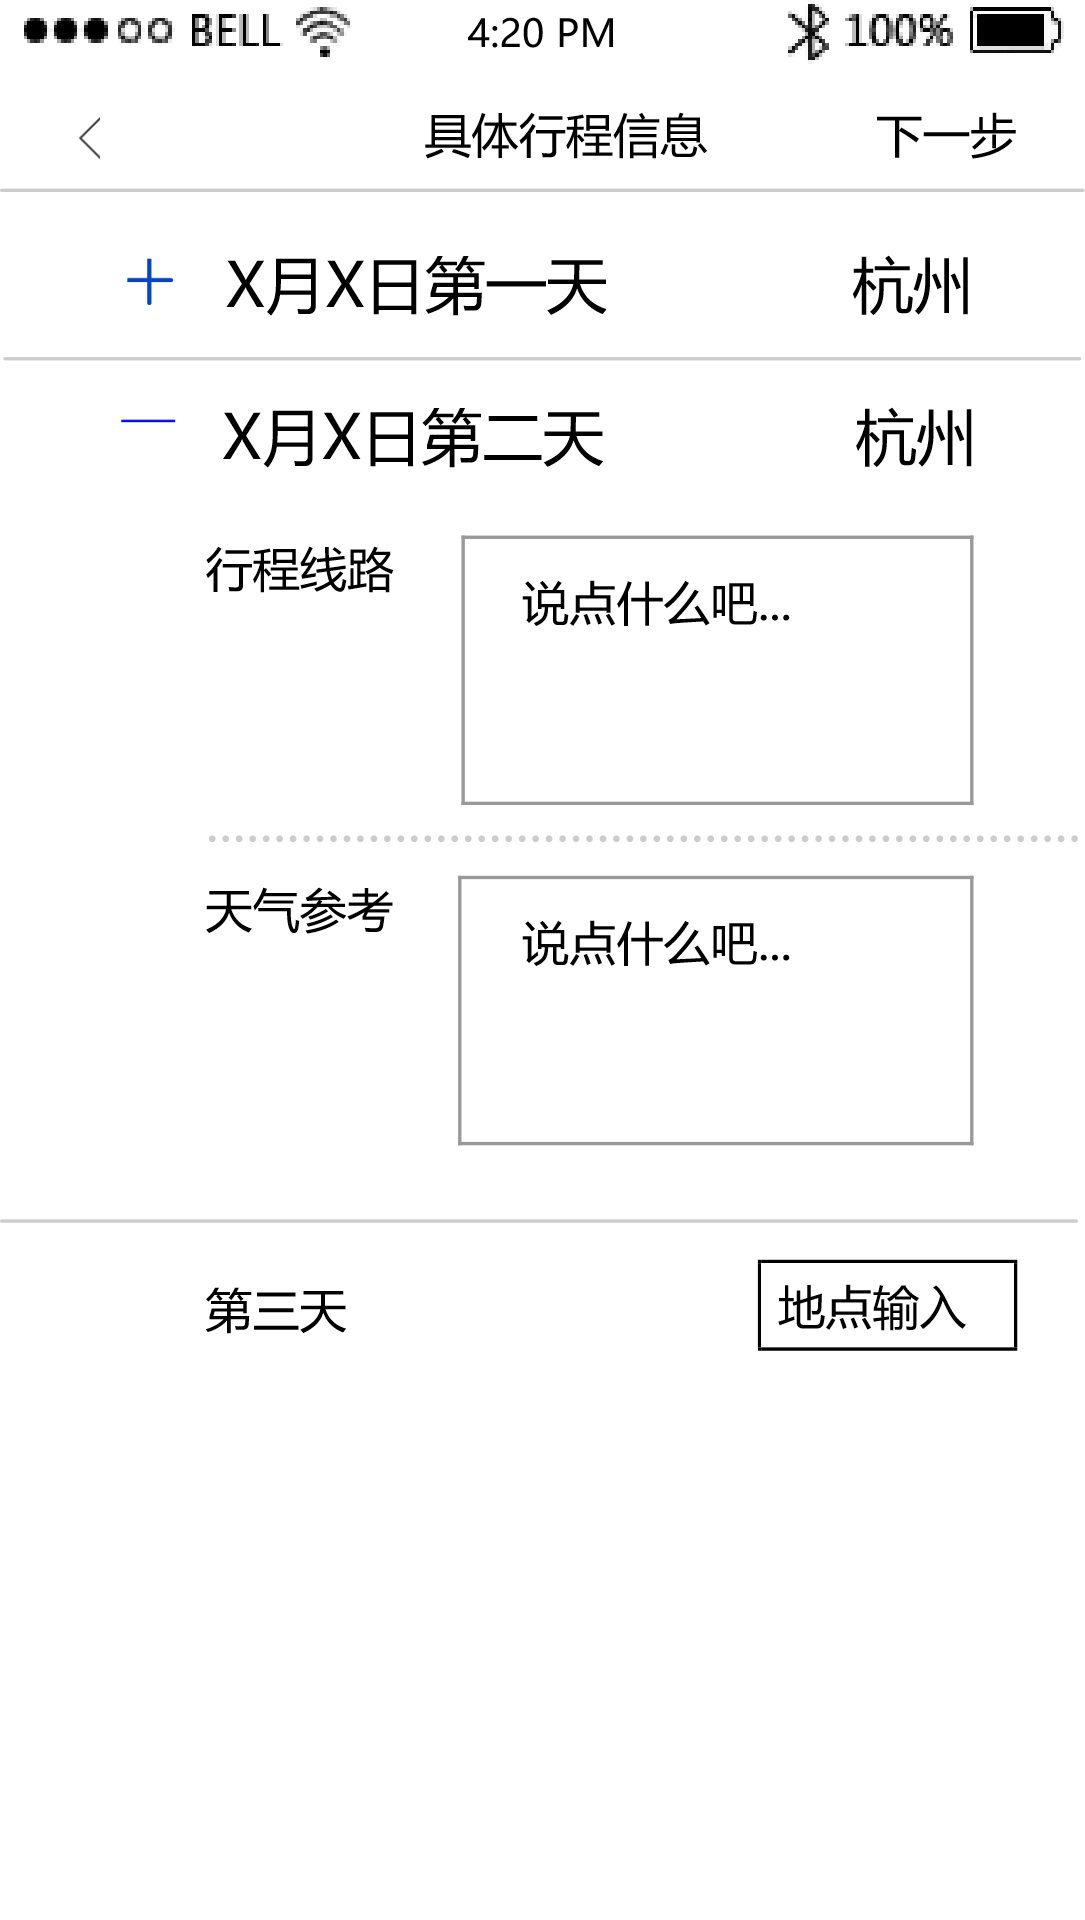 BELL 4:20 PM 100%
具体行程信息 下一步
X月X日第一天 杭州
X月X日第二天 杭州
行程线路 说点什么吧...
天气参考 说点什么吧...
第三天 地点输入